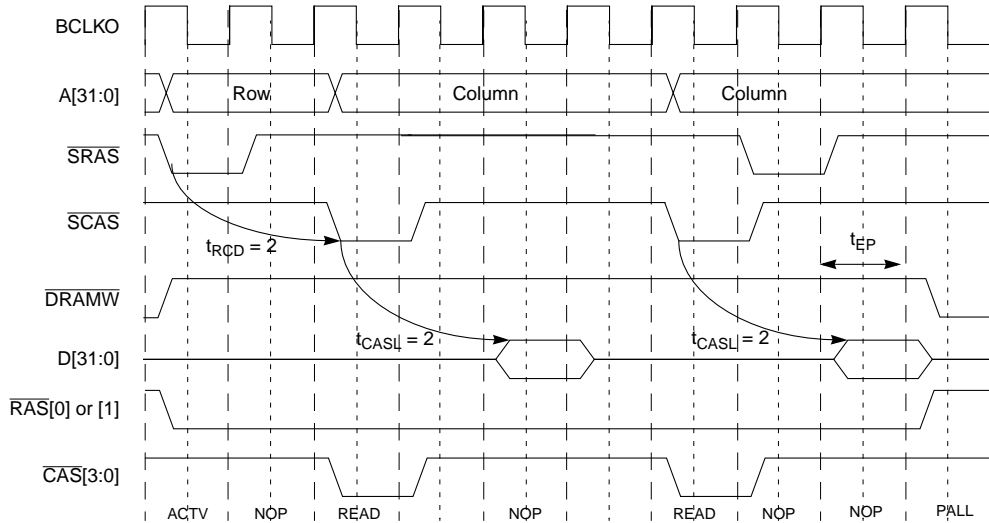 BCLKO
A[31:0]
Row
Column
Column
SRAS
SCAS
tRCD = 2
tEP
DRAMW
tCASL = 2
tCASL = 2
D[31:0]
RAS[0] or [1]
CAS[3:0]
ACTV
NOP
READ
NOP
READ
NOP
NOP
PALL